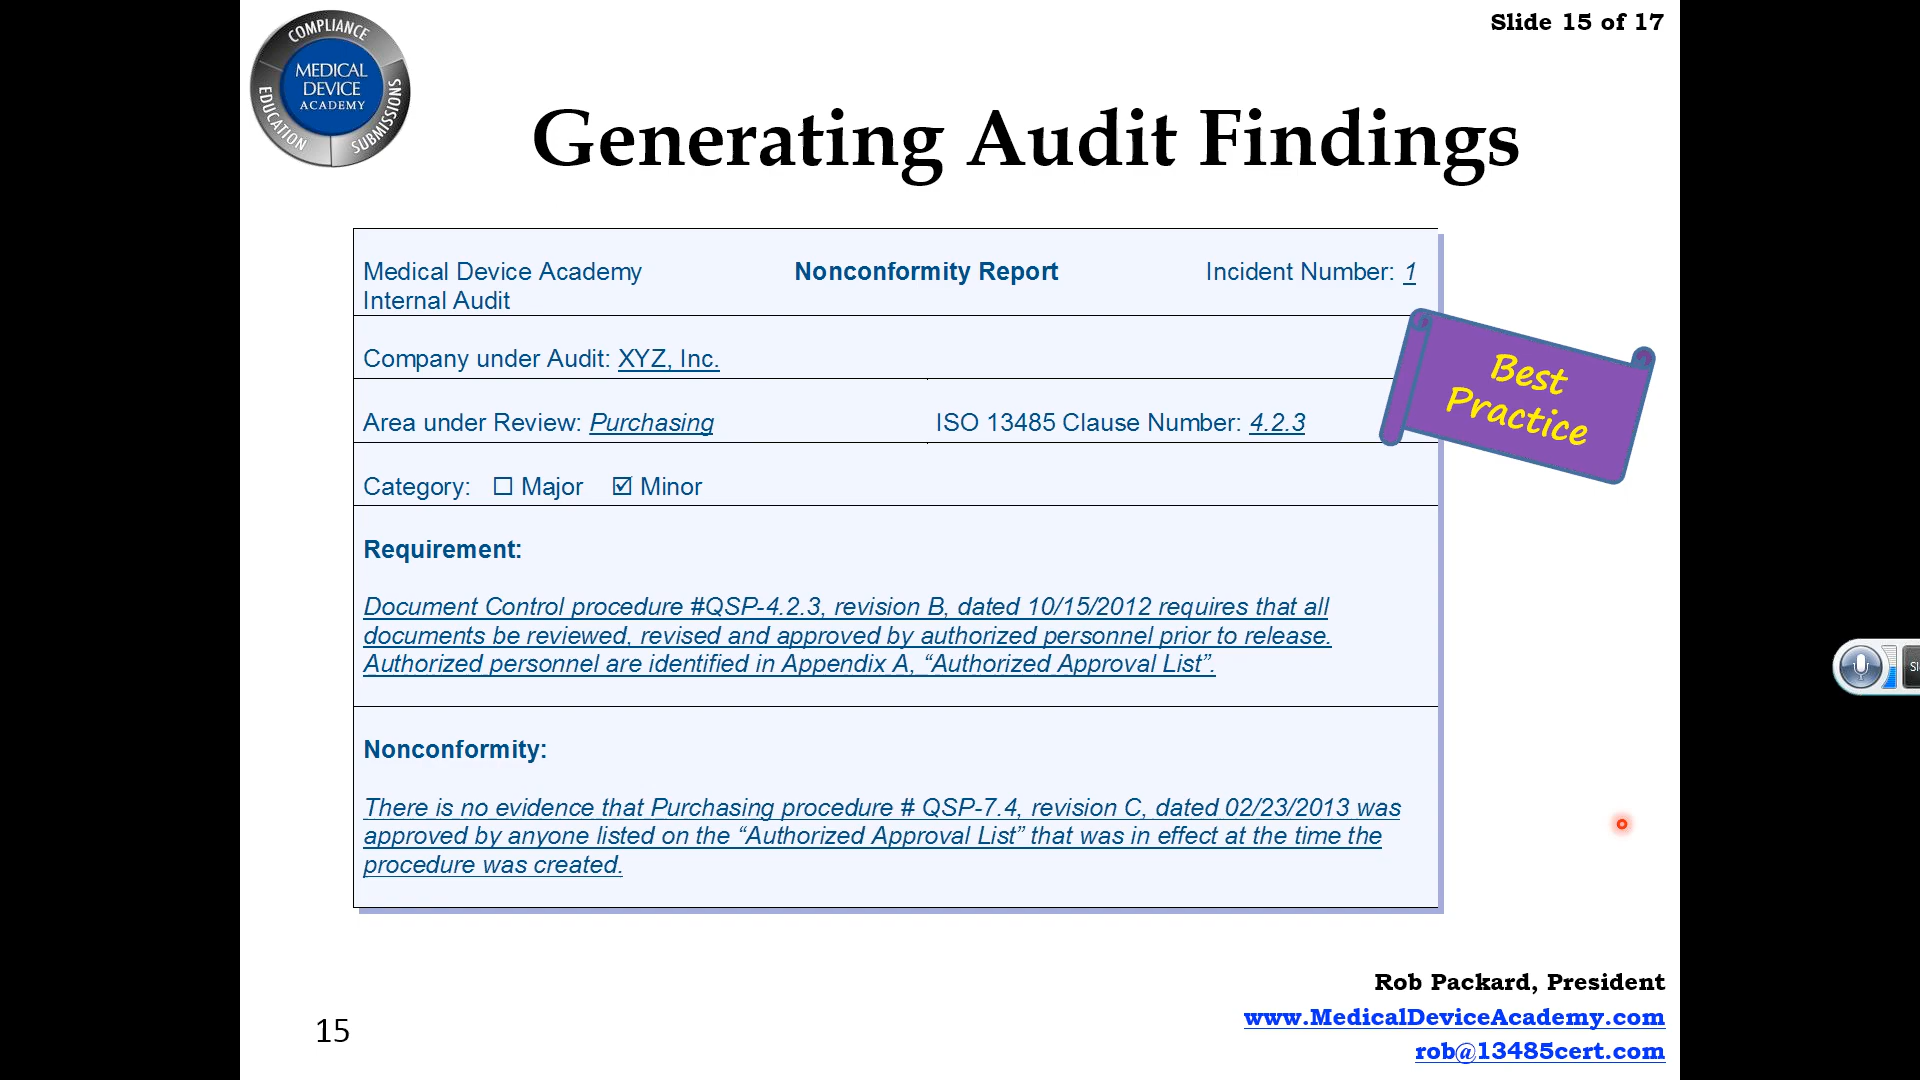 Slide 15 of 17
COMPLIANCE
EDUCATION
SUBMISSIONS
MEDICAL
DEVICE
ACADEMY
Generating Audit Findings
Medical Device Academy Nonconformity Report Incident Number: 1
Internal Audit
Company under Audit: XYZ, Inc.
Area under Review: Purchasing ISO 13485 Clause Number: 4.2.3
Category: ☐ Major ☑ Minor
Best
Practice
Requirement:
Document Control procedure #QSP-4.2.3, revision B, dated 10/15/2012 requires that all
documents be reviewed, revised and approved by authorized personnel prior to release.
Authorized personnel are identified in Appendix A, “Authorized Approval List”.
Nonconformity:
There is no evidence that Purchasing procedure # QSP-7.4, revision C, dated 02/23/2013 was
approved by anyone listed on the “Authorized Approval List” that was in effect at the time the
procedure was created.
Rob Packard, President
www.MedicalDeviceAcademy.com
rob@13485cert.com
15